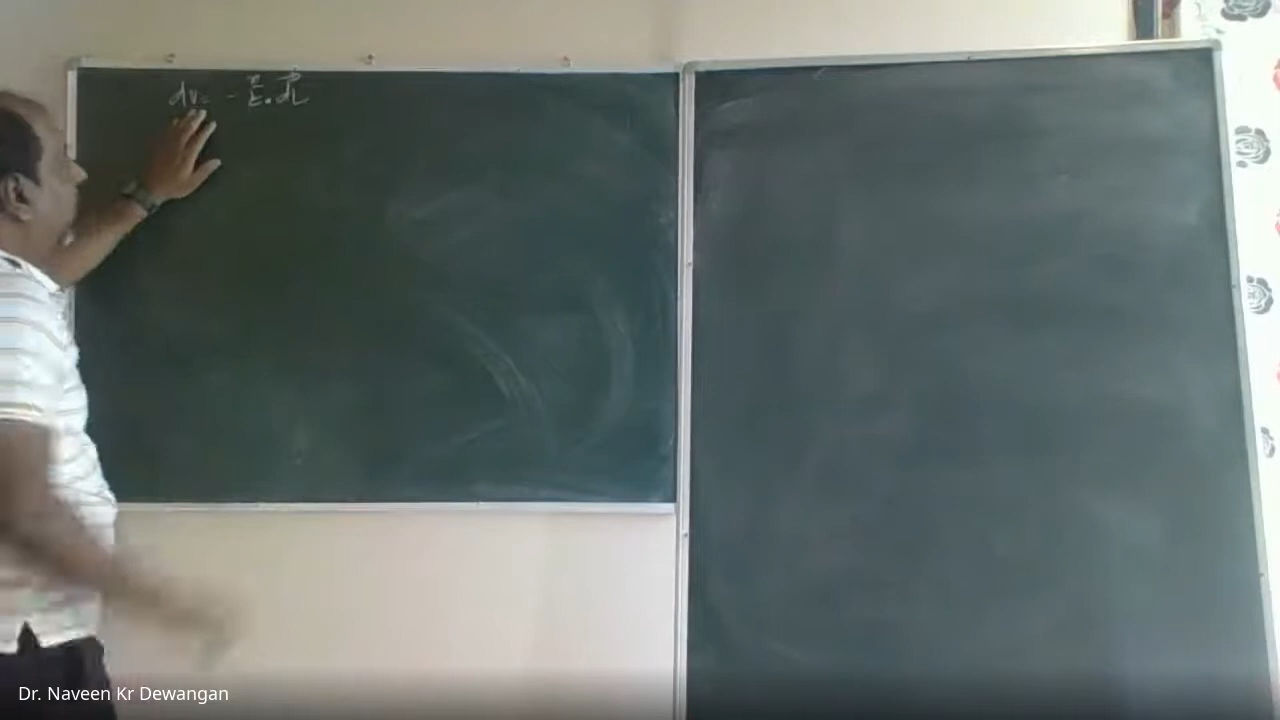 dv = - E⃗ . dL⃗
Dr. Naveen Kr Dewangan